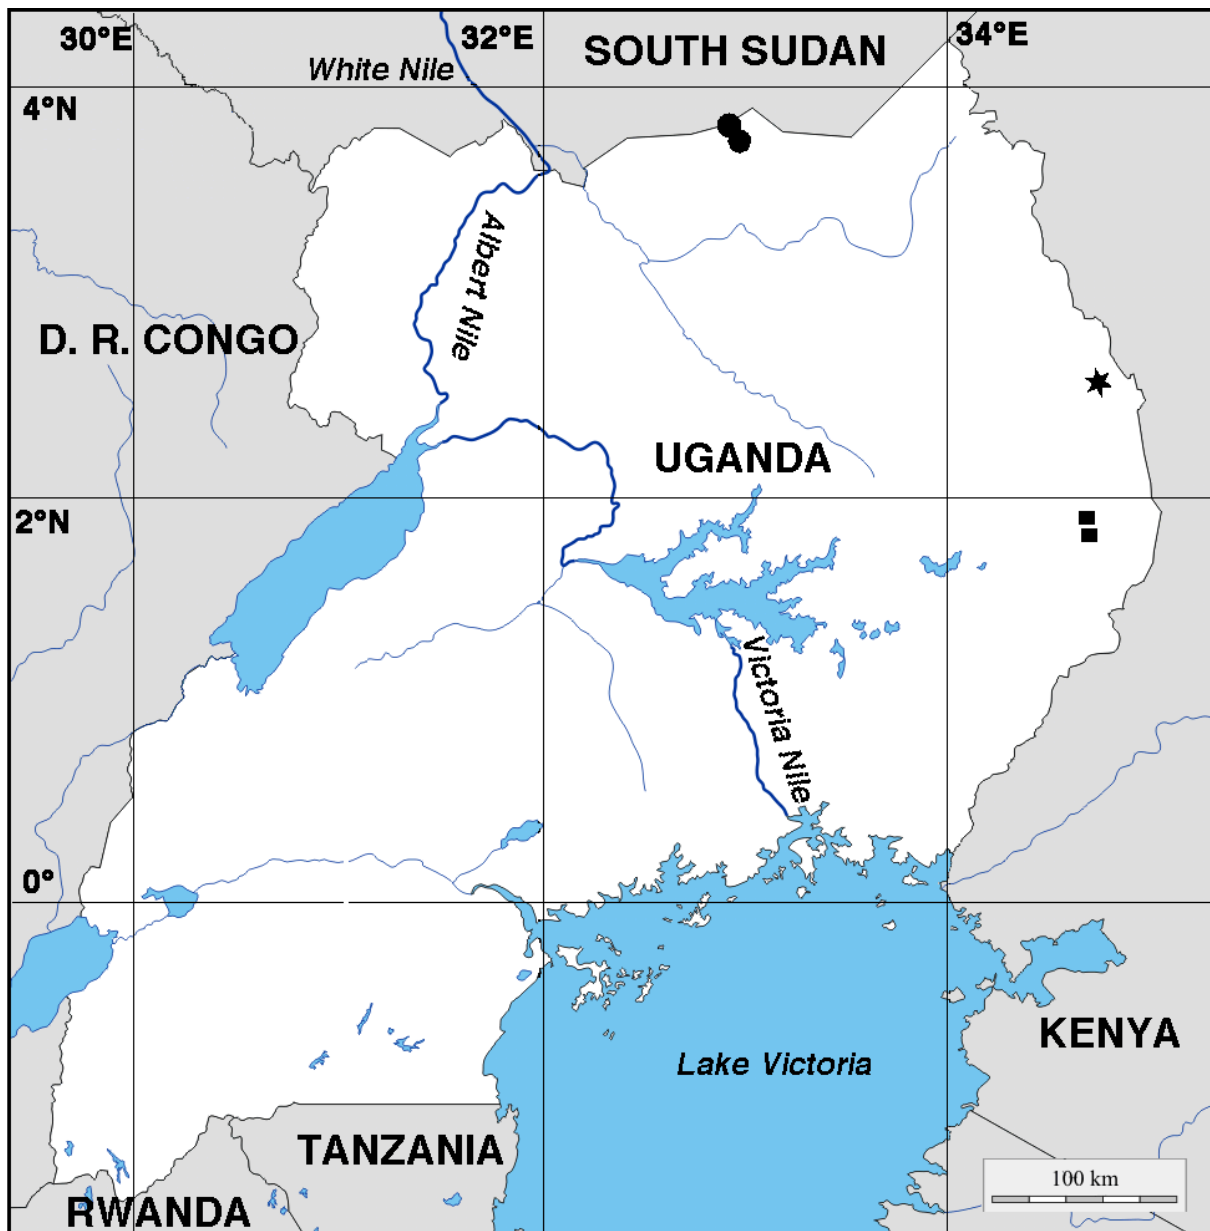 30°E
32°E
34°E
SOUTH SUDAN
White Nile
4°N
Albert Nile
D. R. CONGO
UGANDA
2°N
Victoria Nile
0°
KENYA
Lake Victoria
TANZANIA
100 km
RWANDA